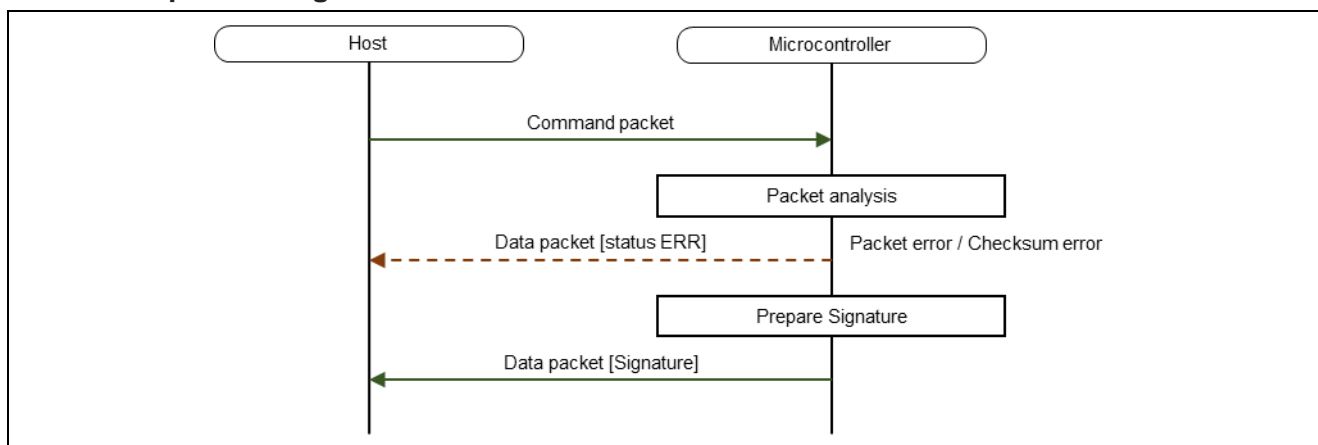 Host
Microcontroller
Command packet
Packet analysis
Data packet [status ERR]
Packet error / Checksum error
Prepare Signature
Data packet [Signature]